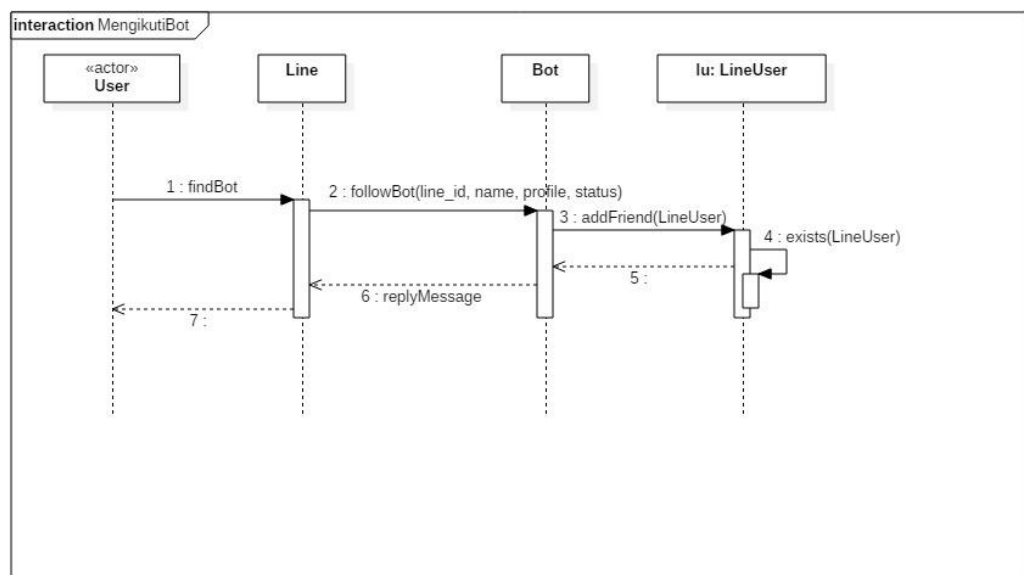 interaction MengikutiBot
«actor»
User
Line
Bot
lu: LineUser
1 : findBot
2 : followBot(line_id, name, profile, status)
3 : addFriend(LineUser)
4 : exists(LineUser)
5 :
6 : replyMessage
7 :